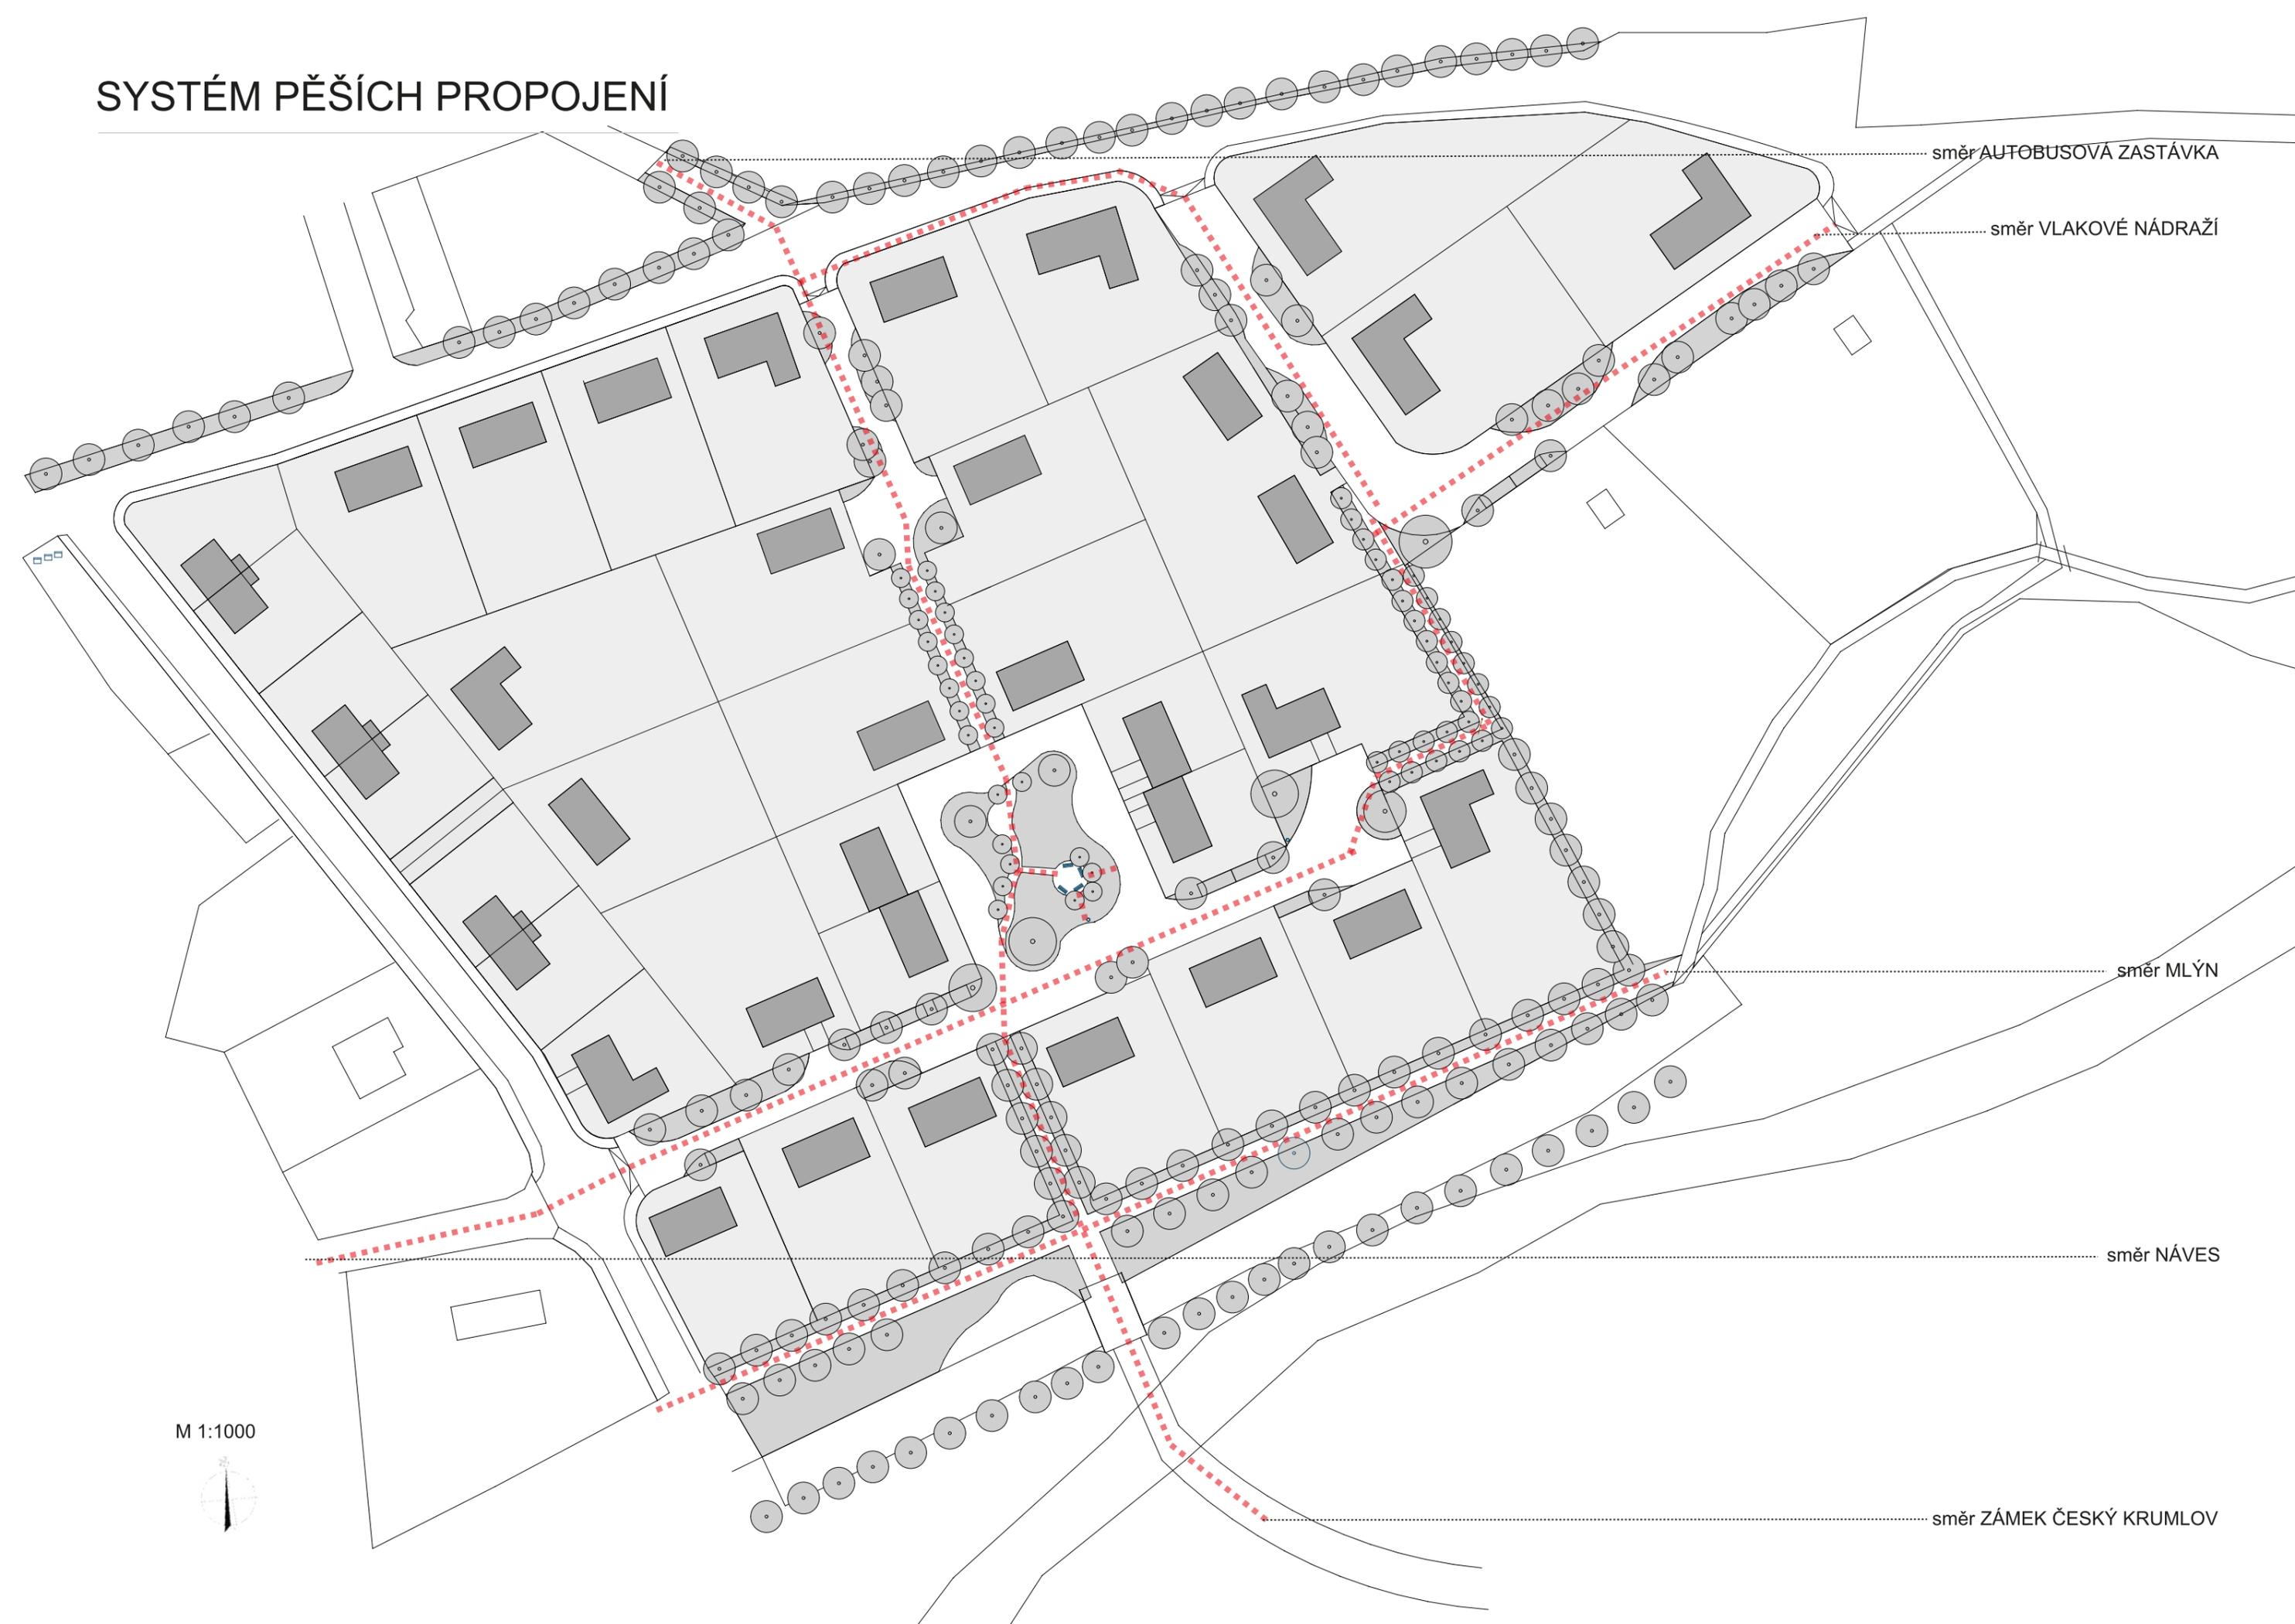 SYSTÉM PĚŠÍCH PROPOJENÍ
směr AUTOBUSOVÁ ZASTÁVKA
směr VLAKOVÉ NÁDRAŽÍ
směr MLÝN
směr NÁVES
M 1:1000
směr ZÁMEK ČESKÝ KRUMLOV